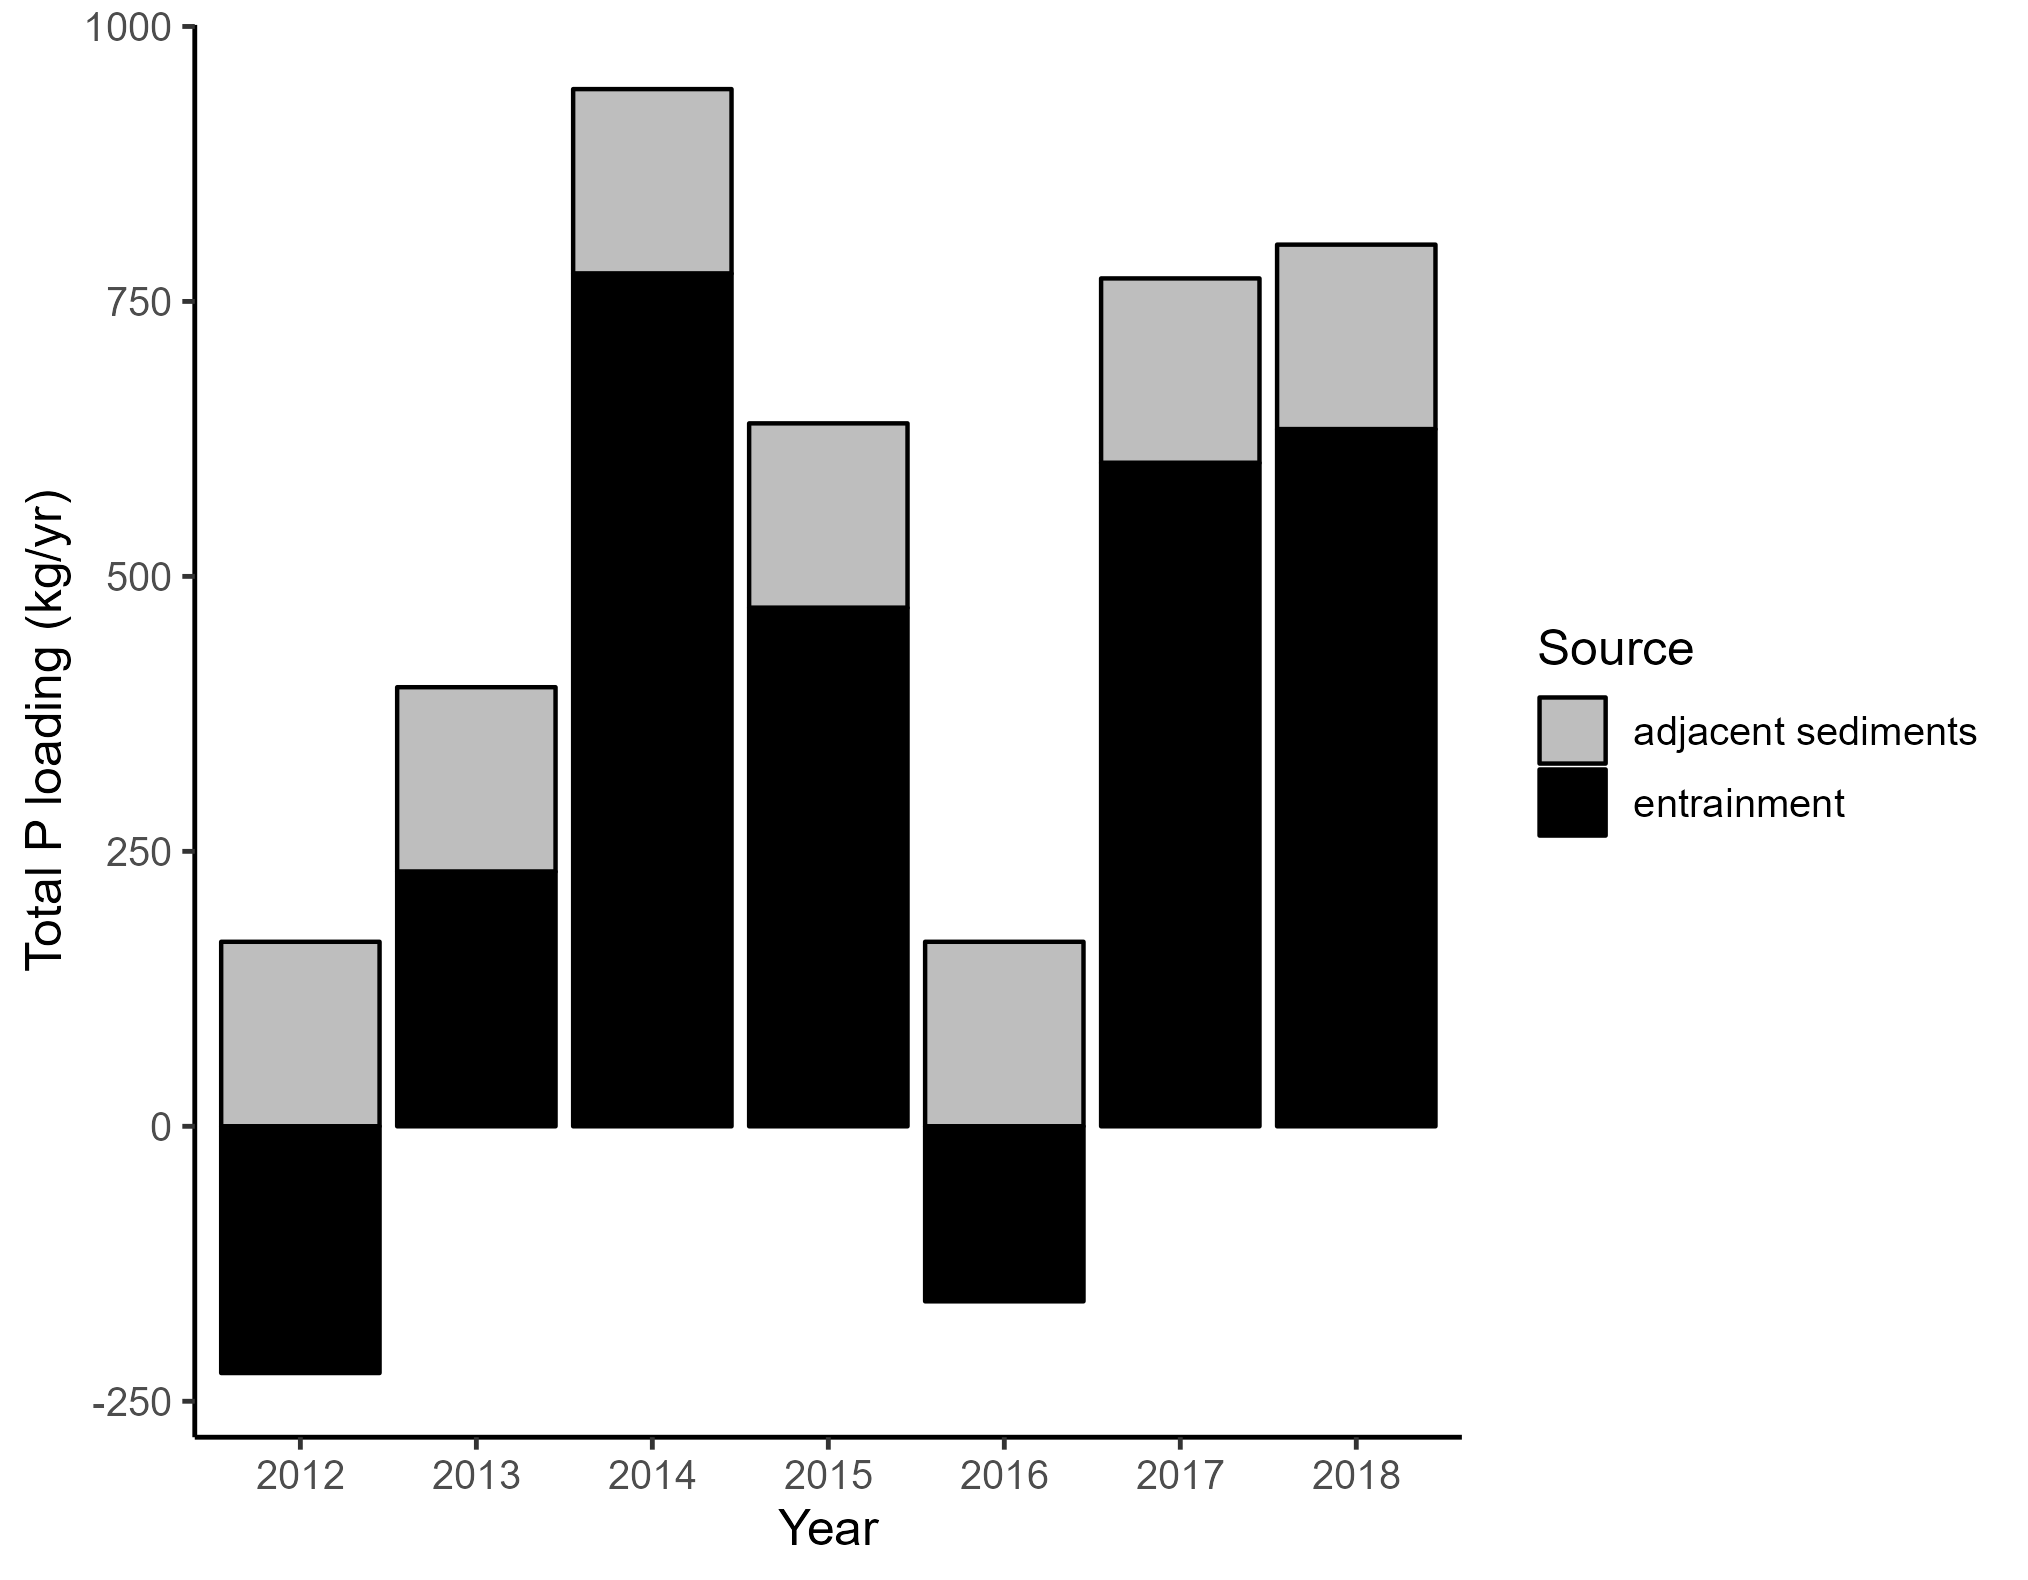 Total P loading (kg/yr)
1000
750
500
250
0
-250
2012 2013 2014 2015 2016 2017 2018
Year
Source
adjacent sediments
entrainment